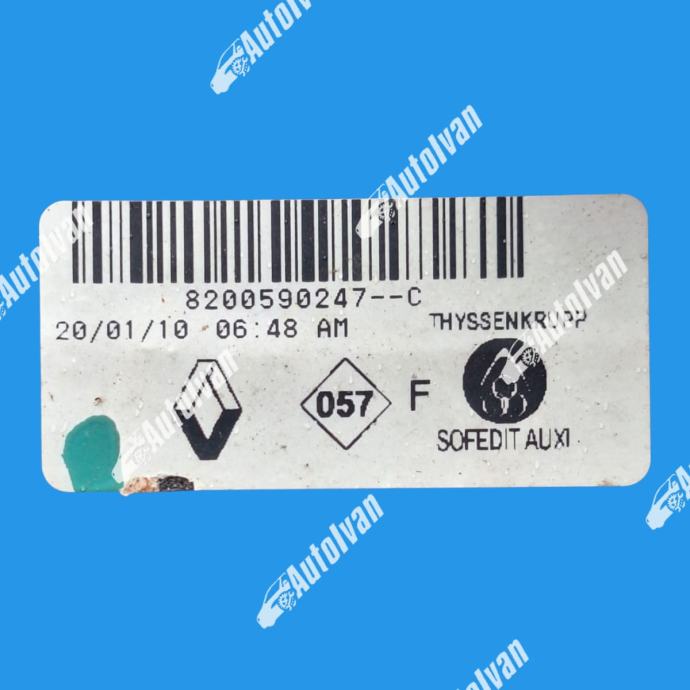 AutoIvan
AutoIvan
AutoIvan
AutoIvan
8200590247--C
20/01/10 06:48 AM
THYSSENKRUPP
057
F
SOFEDIT AUXI
AutoIvan
AutoIvan
AutoIvan
AutoIvan